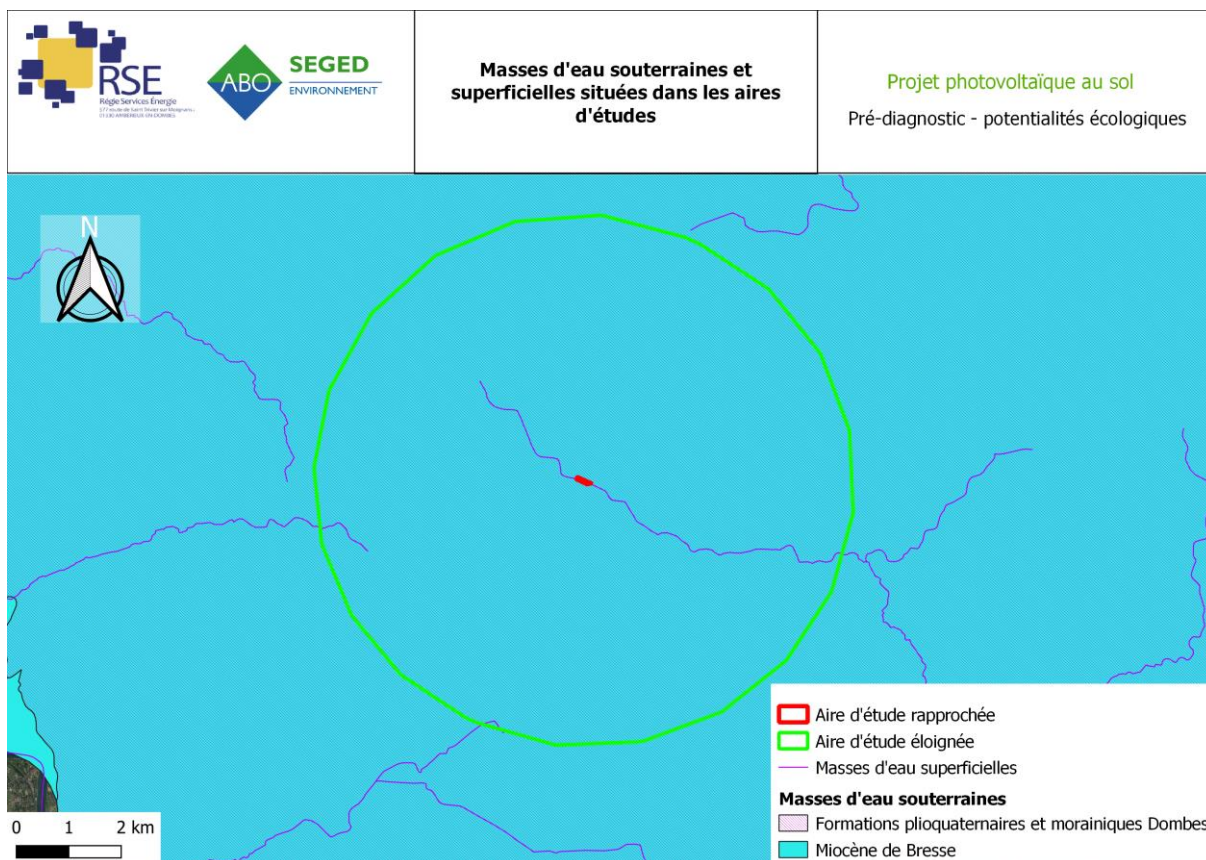 RSE
Régie Services Energie
ABO
SEGED
ENVIRONNEMENT
Masses d'eau souterraines et
superficielles situées dans les aires
d'études
Projet photovoltaïque au sol
Pré-diagnostic - potentialités écologiques
N
Aire d'étude rapprochée
Aire d'étude éloignée
Masses d'eau superficielles
Masses d'eau souterraines
Formations plioquaternaires et morainiques Dombes
Miocène de Bresse
0 1 2 km